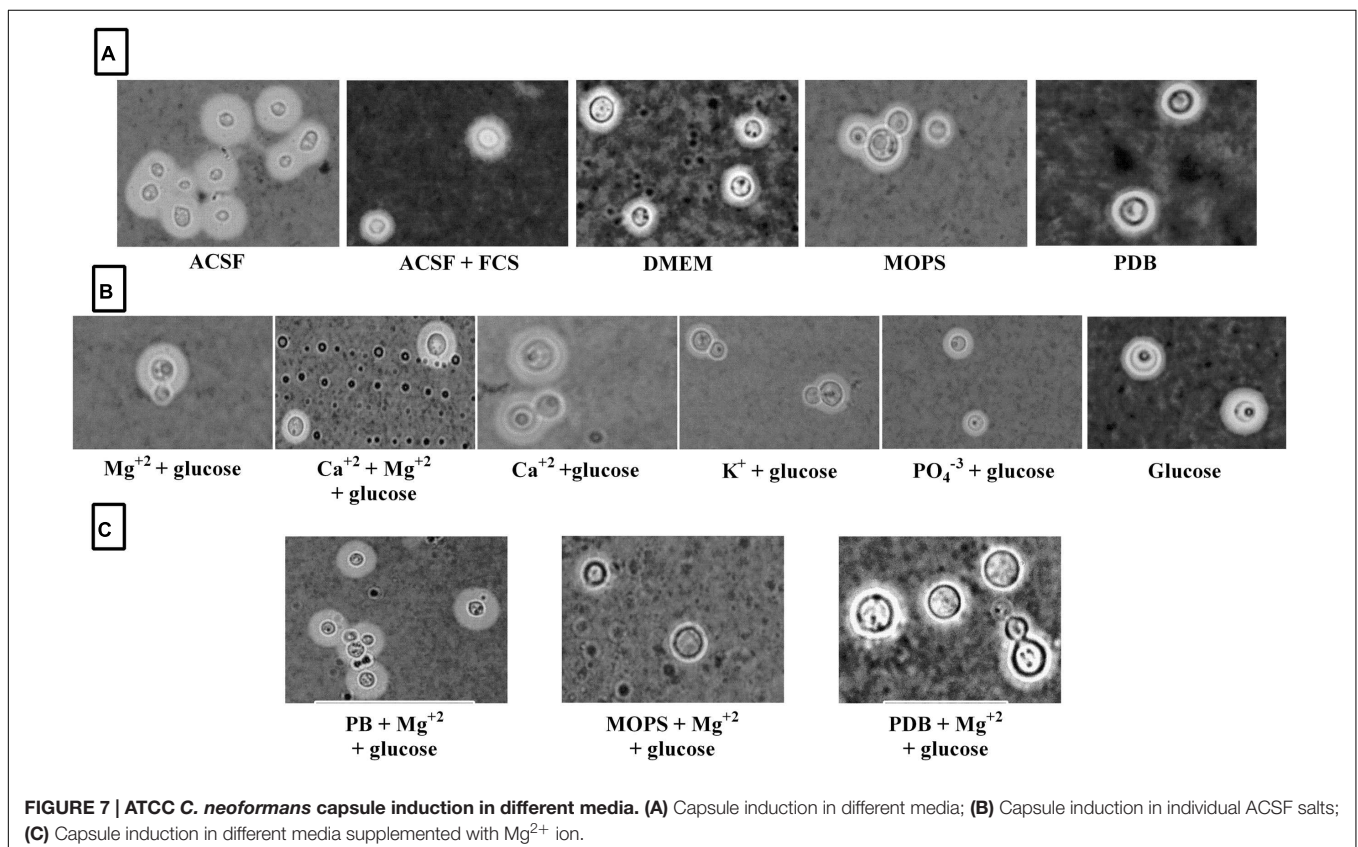 A
ACSF
ACSF + FCS
DMEM
MOPS
PDB
B
Mg⁺² + glucose
Ca⁺² + Mg⁺²
+ glucose
Ca⁺² +glucose
K⁺ + glucose
PO₄⁻³ + glucose
Glucose
C
PB + Mg⁺²
+ glucose
MOPS + Mg⁺²
+ glucose
PDB + Mg⁺²
+ glucose
FIGURE 7 | ATCC C. neoformans capsule induction in different media. (A) Capsule induction in different media; (B) Capsule induction in individual ACSF salts;
(C) Capsule induction in different media supplemented with Mg²⁺ ion.